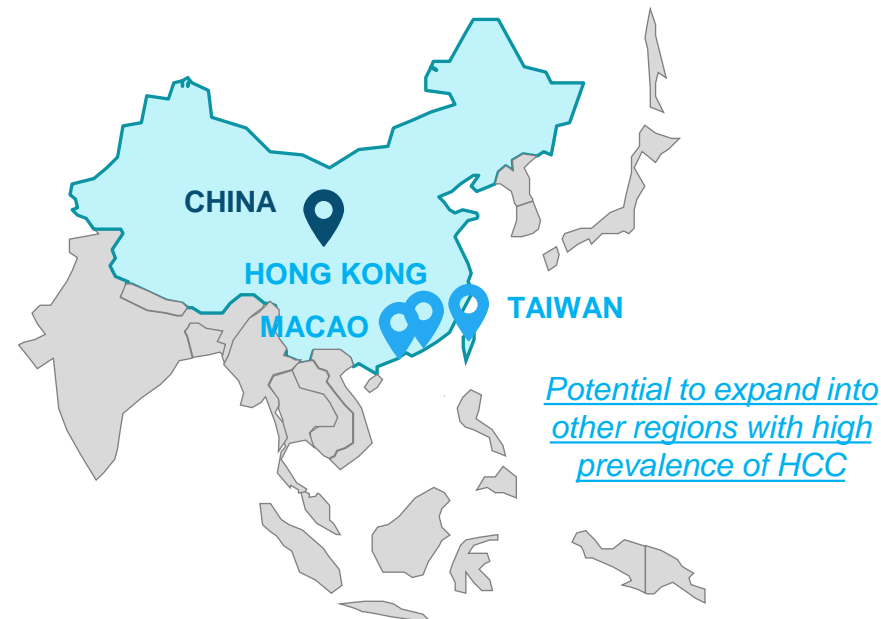 CHINA
HONG KONG
MACAO
TAIWAN
Potential to expand into
other regions with high
prevalence of HCC